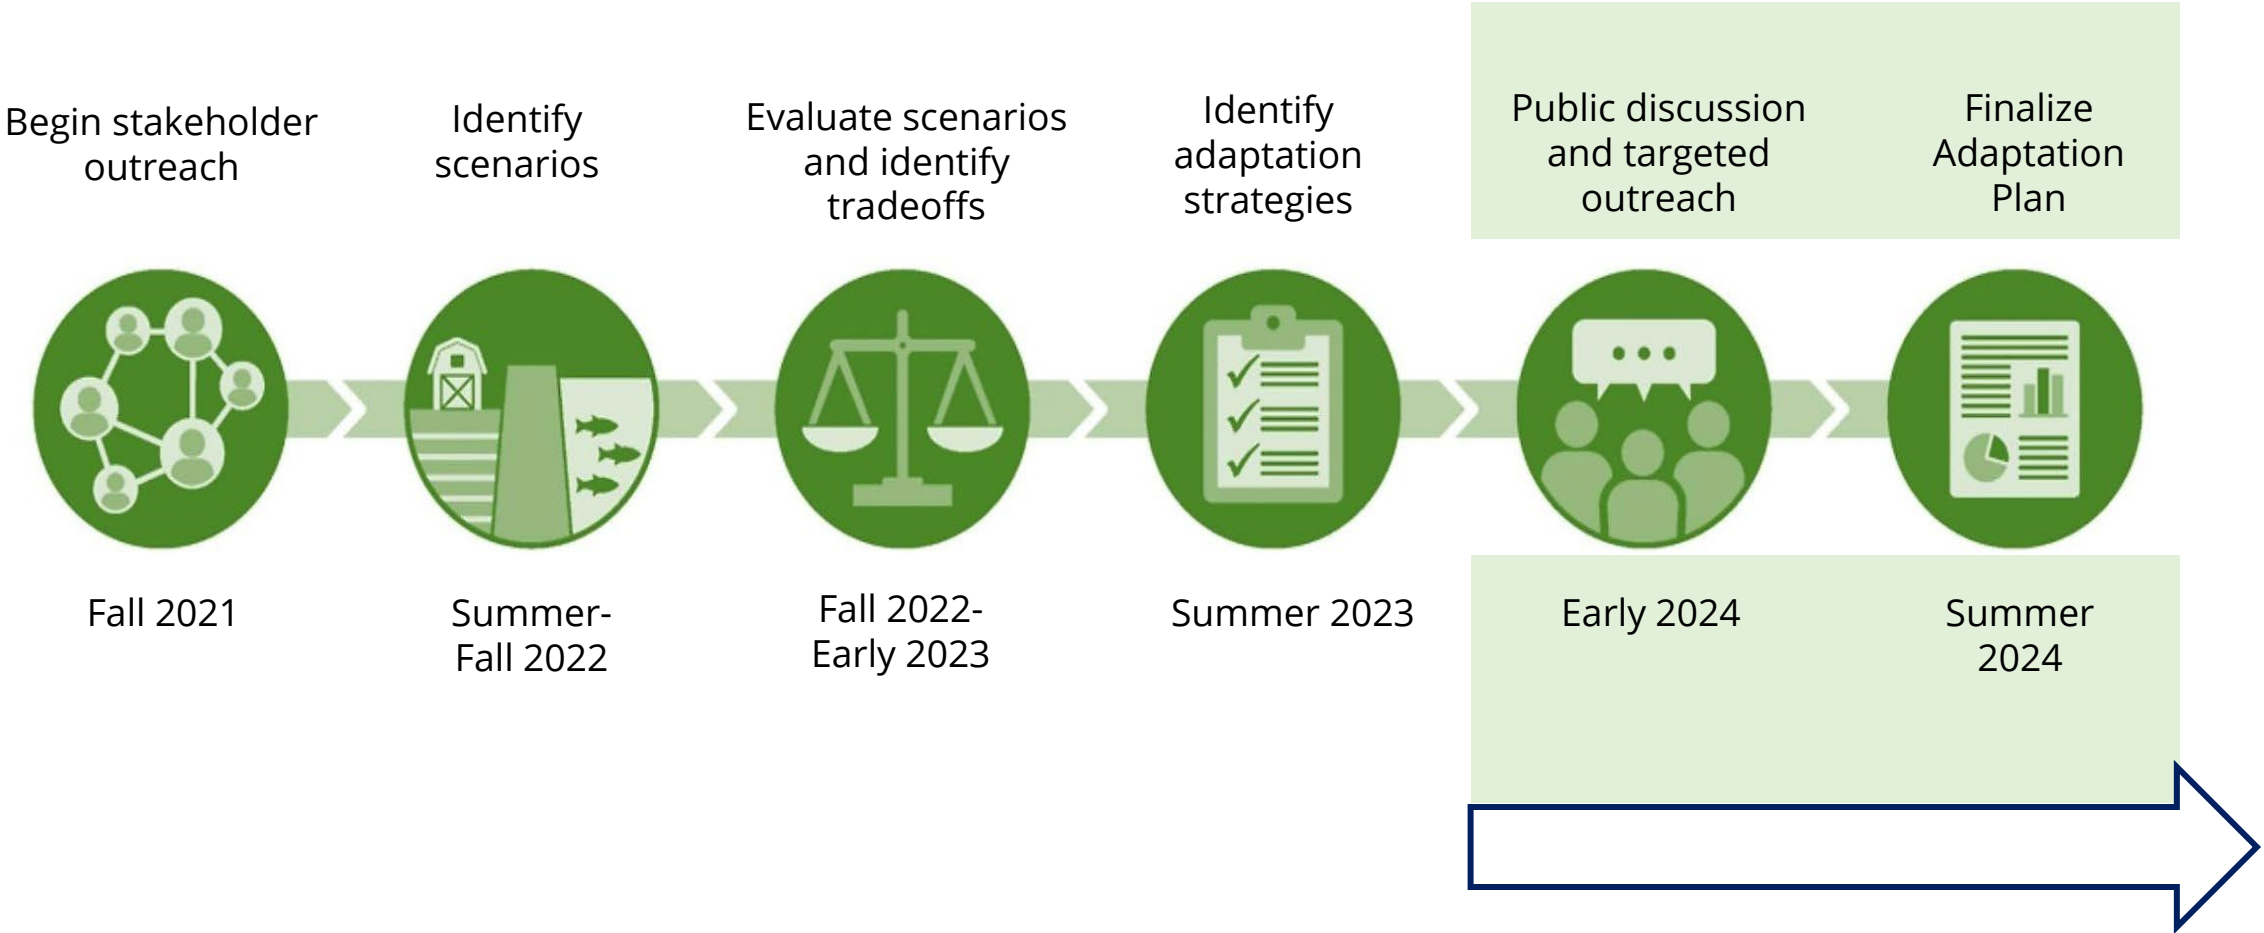 Begin stakeholder
outreach
Identify
scenarios
Evaluate scenarios
and identify
tradeoffs
Identify
adaptation
strategies
Public discussion
and targeted
outreach
Finalize
Adaptation
Plan
Fall 2021
Summer-
Fall 2022
Fall 2022-
Early 2023
Summer 2023
Early 2024
Summer
2024